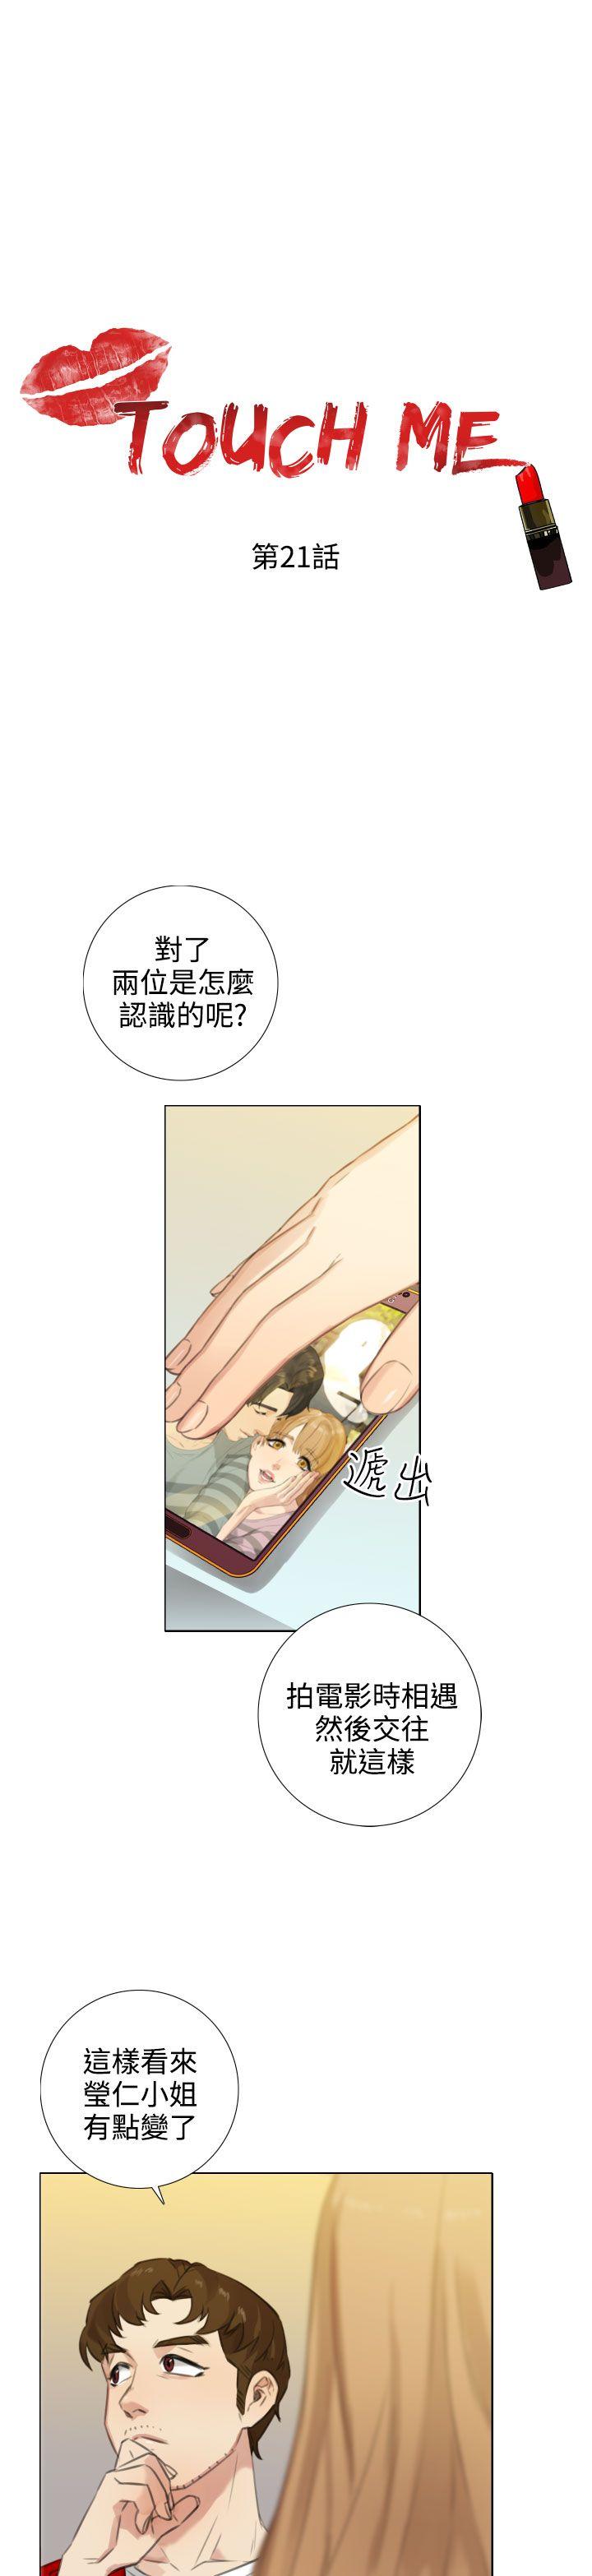 TOUCH ME
第21話
對了
兩位是怎麼
認識的呢?
遞出
拍電影時相遇
然後交往
就這樣
這樣看來
瑩仁小姐
有點變了